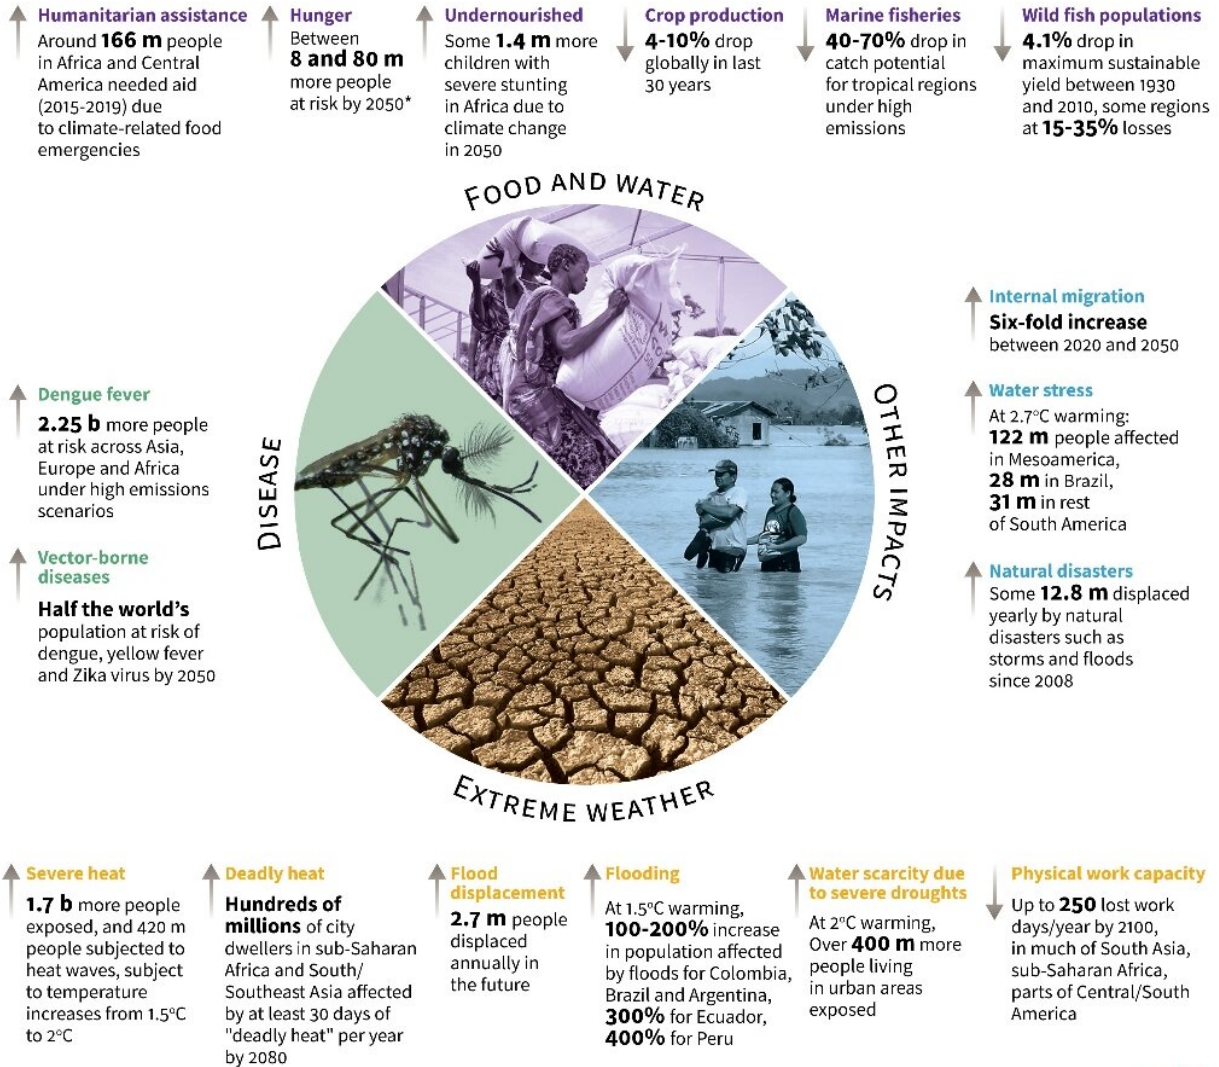 Humanitarian assistance
Around 166 m people
in Africa and Central
America needed aid
(2015-2019) due
to climate-related food
emergencies
Hunger
Between
8 and 80 m
more people
at risk by 2050*
Undernourished
Some 1.4 m more
children with
severe stunting
in Africa due to
climate change
in 2050
Crop production
4-10% drop
globally in last
30 years
Marine fisheries
40-70% drop in
catch potential
for tropical regions
under high
emissions
Wild fish populations
4.1% drop in
maximum sustainable
yield between 1930
and 2010, some regions
at 15-35% losses
FOOD AND WATER
Dengue fever
2.25 b more people
at risk across Asia,
Europe and Africa
under high emissions
scenarios
Vector-borne
diseases
Half the world's
population at risk of
dengue, yellow fever
and Zika virus by 2050
DISEASE
OTHER IMPACTS
Internal migration
Six-fold increase
between 2020 and 2050
Water stress
At 2.7°C warming:
122 m people affected
in Mesoamerica,
28 m in Brazil,
31 m in rest
of South America
Natural disasters
Some 12.8 m displaced
yearly by natural
disasters such as
storms and floods
since 2008
EXTREME WEATHER
Severe heat
1.7 b more people
exposed, and 420 m
people subjected to
heat waves, subject
to temperature
increases from 1.5°C
to 2°C
Deadly heat
Hundreds of
millions of city
dwellers in sub-Saharan
Africa and South/
Southeast Asia affected
by at least 30 days of
"deadly heat" per year
by 2080
Flood
displacement
2.7 m people
displaced
annually in
the future
Flooding
At 1.5°C warming,
100-200% increase
in population affected
by floods for Colombia,
Brazil and Argentina,
300% for Ecuador,
400% for Peru
Water scarcity due
to severe droughts
At 2°C warming,
Over 400 m more
people living
in urban areas
exposed
Physical work capacity
Up to 250 lost work
days/year by 2100,
in much of South Asia,
sub-Saharan Africa,
parts of Central/South
America